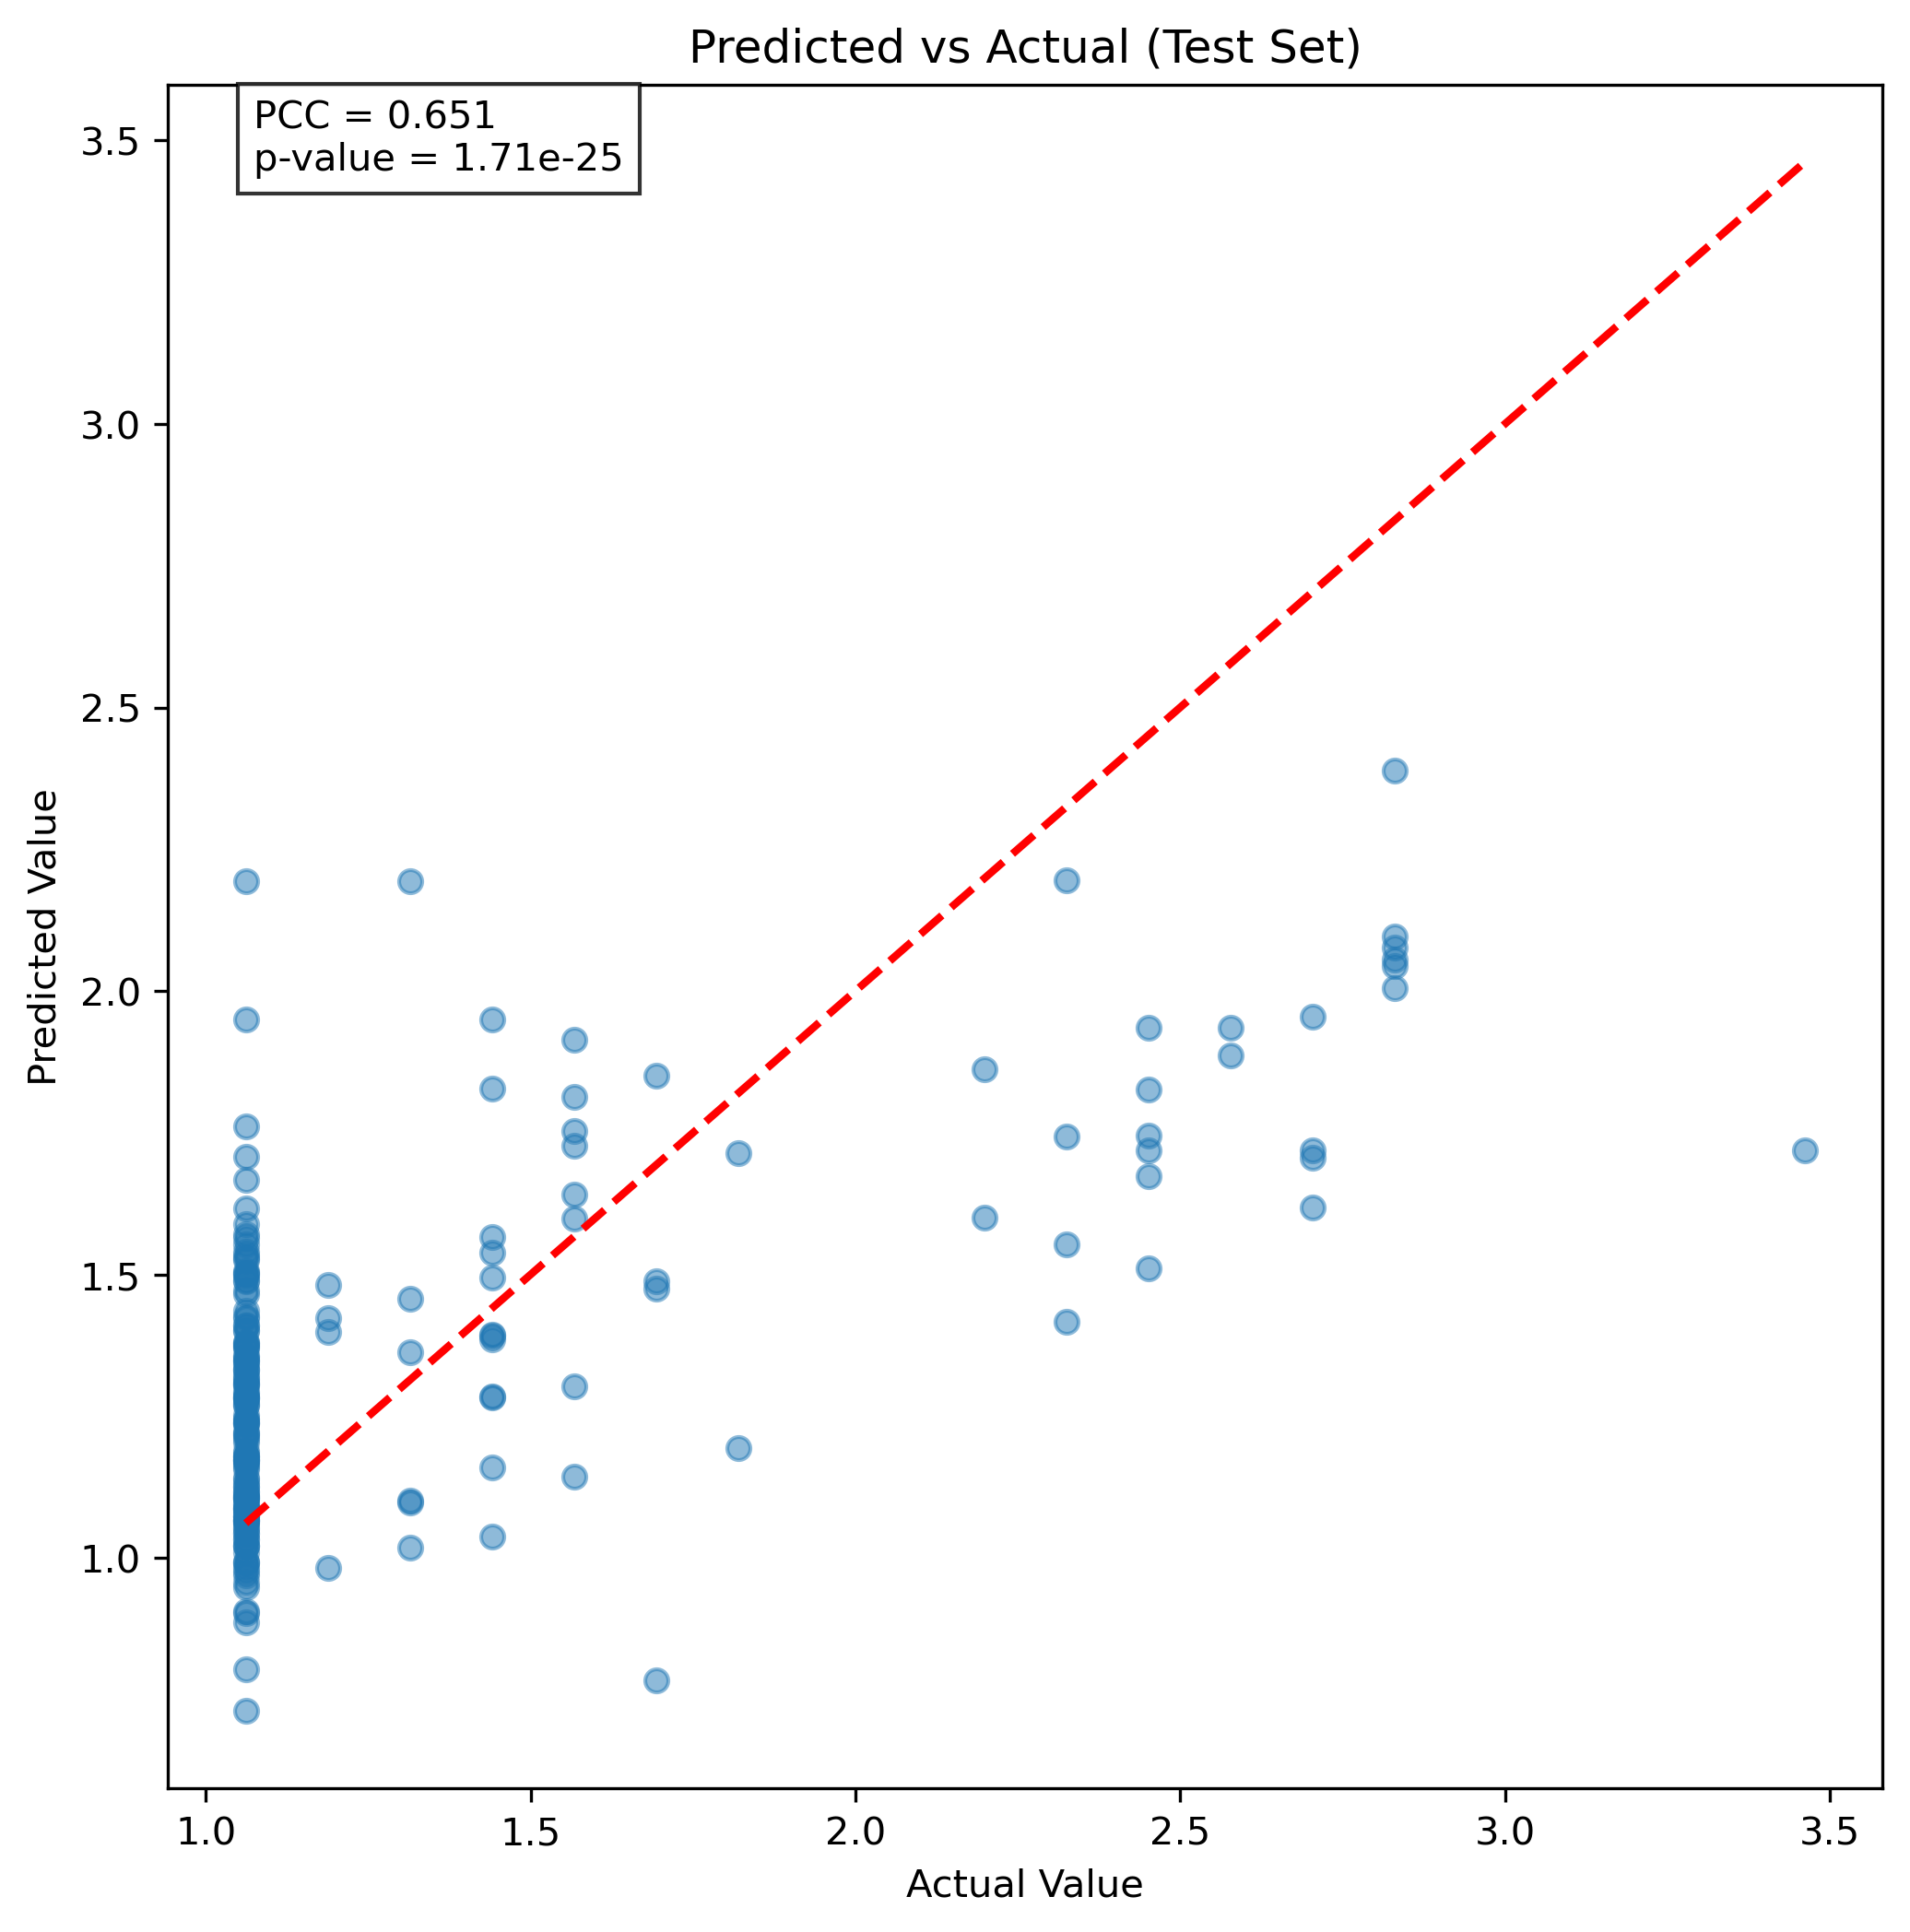 Predicted vs Actual (Test Set)
PCC = 0.651
p-value = 1.71e-25
3.5
3.0
2.5
2.0
1.5
1.0
Predicted Value
1.0 1.5 2.0 2.5 3.0 3.5
Actual Value